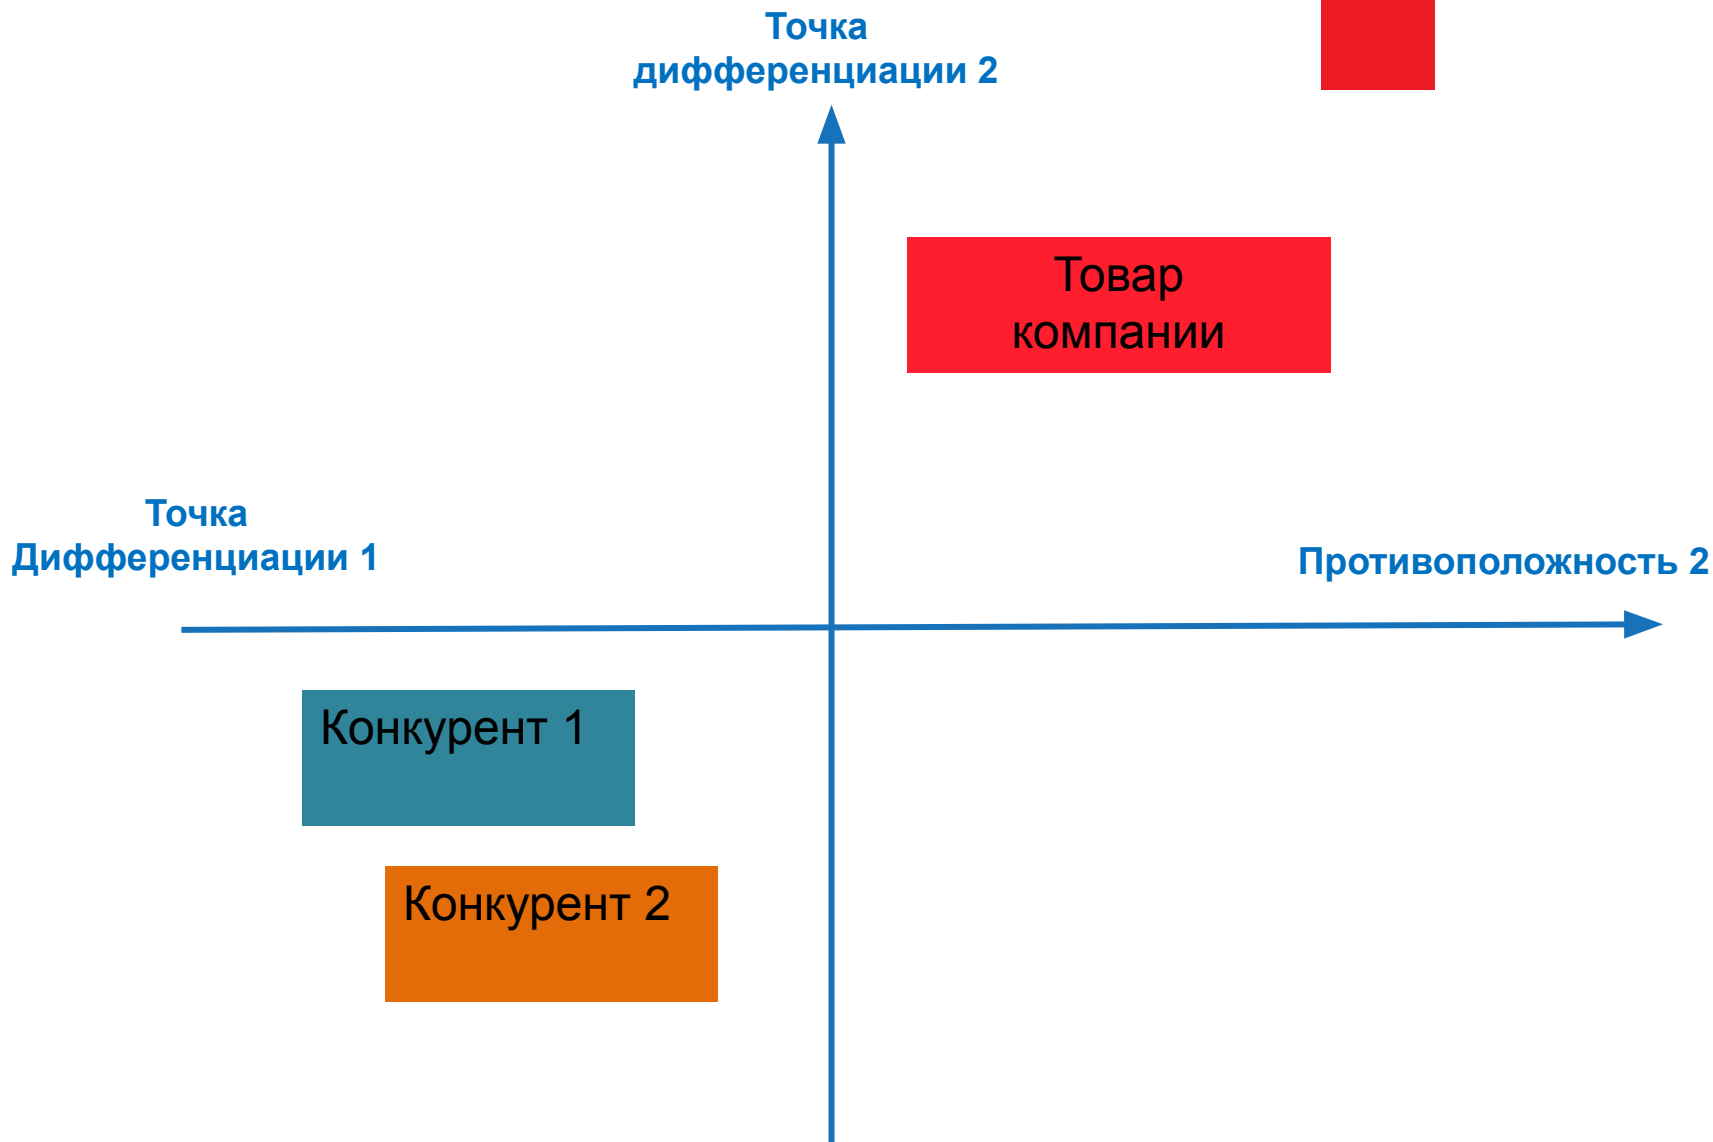 Точка
дифференциации 2
Товар
компании
Точка
Дифференциации 1
Противоположность 2
Конкурент 1
Конкурент 2